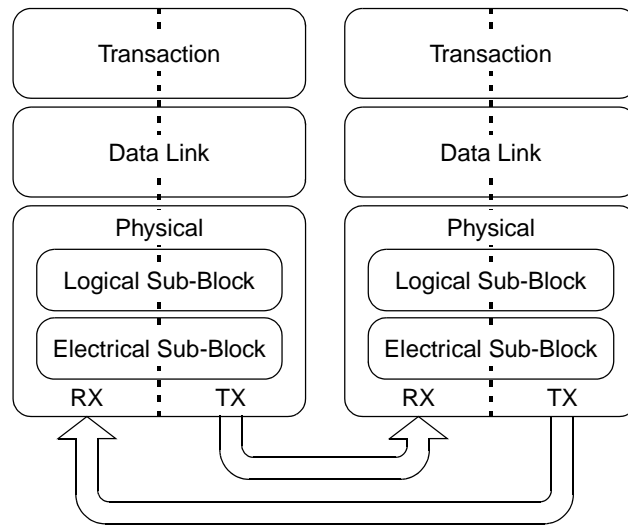 Transaction
Data Link
Physical
Logical Sub-Block
Electrical Sub-Block
RX TX
Transaction
Data Link
Physical
Logical Sub-Block
Electrical Sub-Block
RX TX